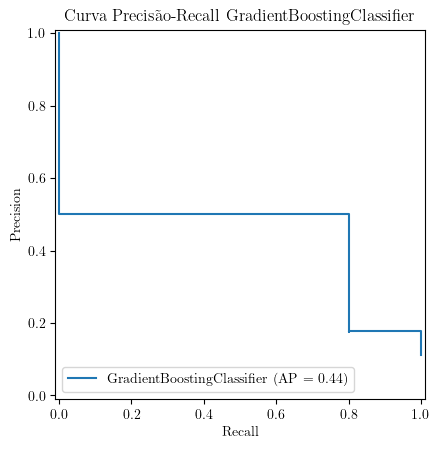 Curva Precisão-Recall GradientBoostingClassifier
1.0
0.8
0.6
0.4
0.2
0.0
Precision
GradientBoostingClassifier (AP = 0.44)
0.0 0.2 0.4 0.6 0.8 1.0
Recall